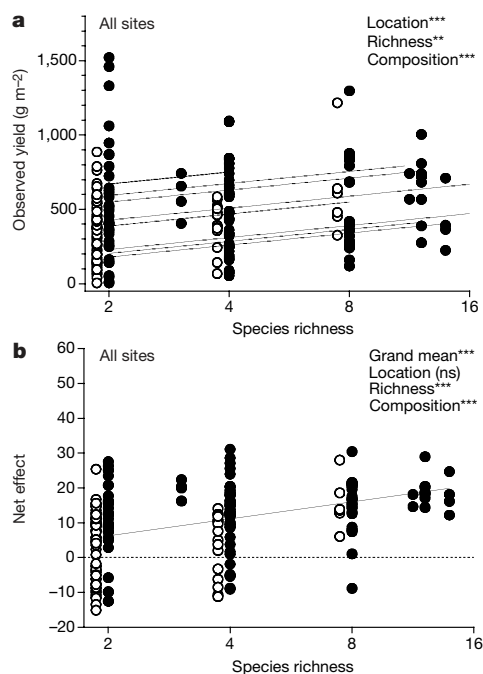 a
All sites
Location***
Richness**
Composition***
Observed yield (g m–2)
1,500
1,000
500
0
2
4
8
16
Species richness
b
All sites
Grand mean***
Location (ns)
Richness***
Composition***
Net effect
60
50
40
30
20
10
0
–10
–20
2
4
8
16
Species richness